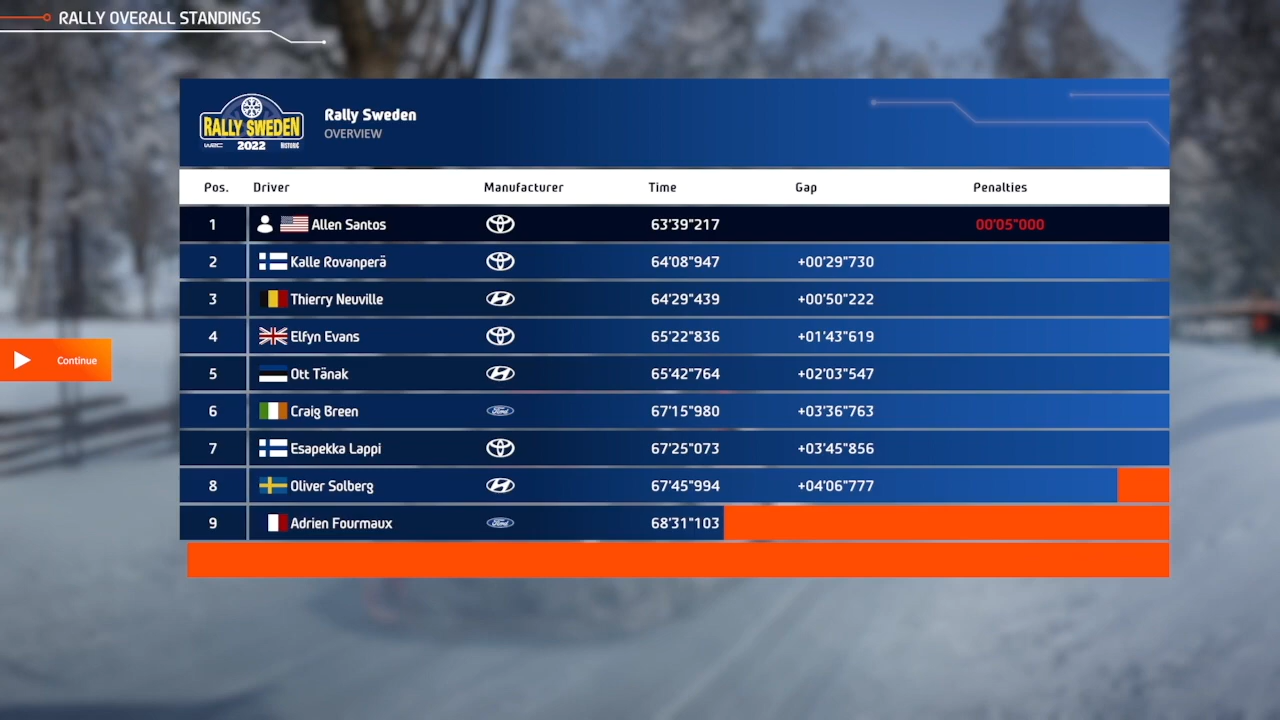 RALLY OVERALL STANDINGS
RALLY SWEDEN
WRC 2022 HISTORIC
Rally Sweden
OVERVIEW
Pos. Driver Manufacturer Time Gap Penalties
1 Allen Santos 63'39"217 00'05"000
2 Kalle Rovanperä 64'08"947 +00'29"730
3 Thierry Neuville 64'29"439 +00'50"222
4 Elfyn Evans 65'22"836 +01'43"619
5 Ott Tänak 65'42"764 +02'03"547
Continue
6 Craig Breen Ford 67'15"980 +03'36"763
7 Esapekka Lappi 67'25"073 +03'45"856
8 Oliver Solberg 67'45"994 +04'06"777
9 Adrien Fourmaux Ford 68'31"103